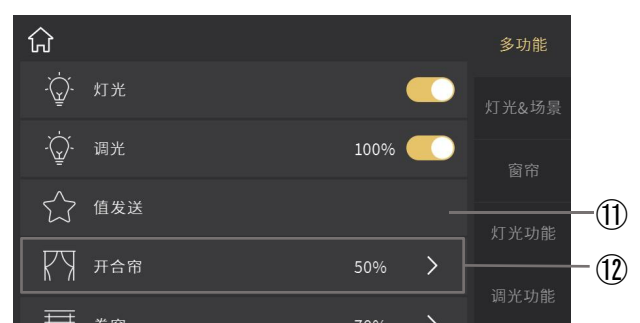 多功能
灯光
灯光&场景
调光 100%
窗帘
值发送
⑪
灯光功能
开合帘 50%
⑫
调光功能
70%